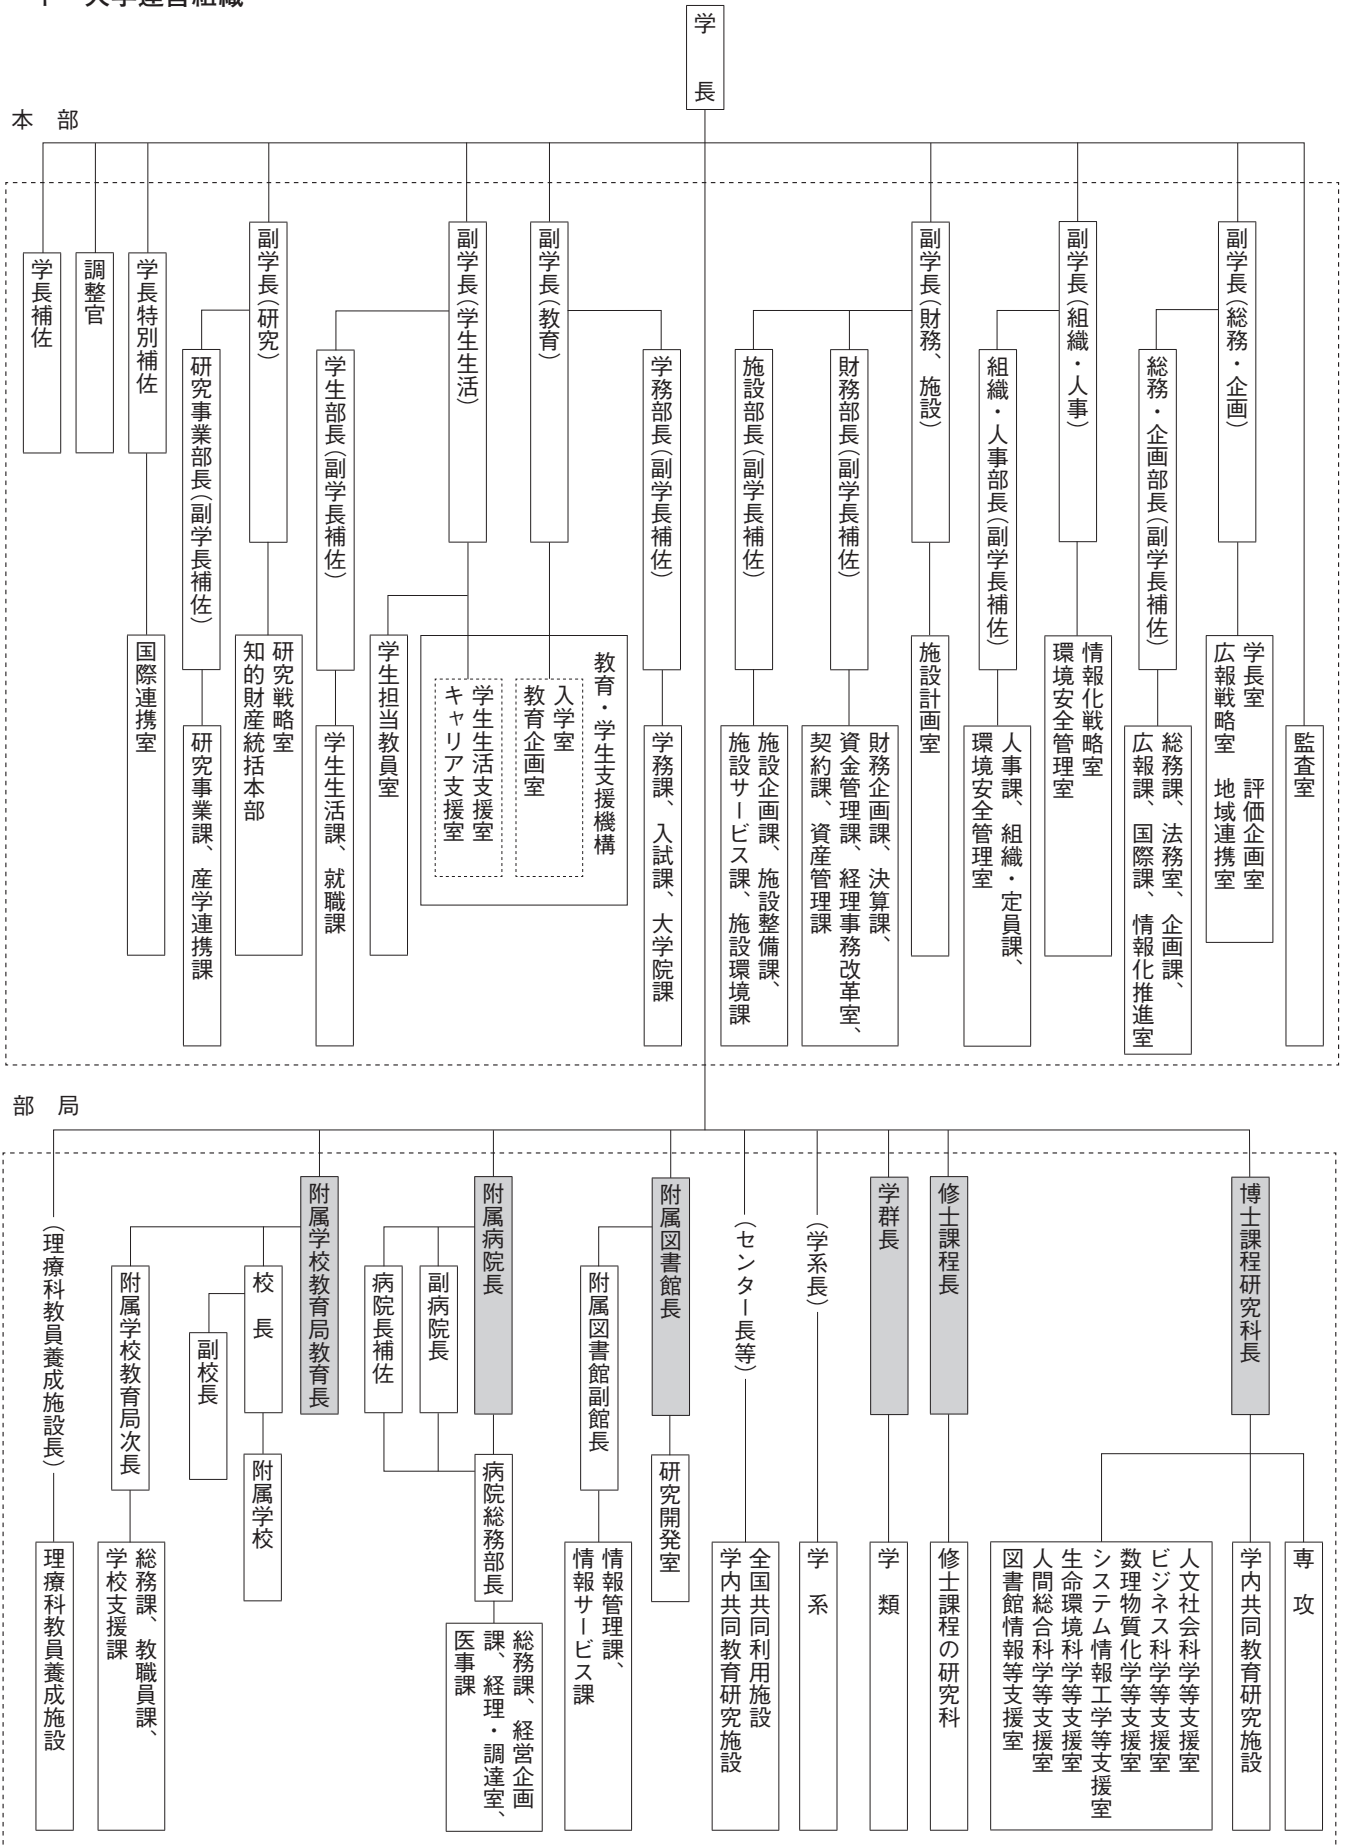 学長
本部
監査室
副学長（総務・企画）
学長室　評価企画室
広報戦略室　地域連携室
総務・企画部長（副学長補佐）
総務課、法務室、企画課、
広報課、国際課、情報化推進室
副学長（組織・人事）
情報化戦略室
環境安全管理室
組織・人事部長（副学長補佐）
人事課、組織・定員課、
環境安全管理室
副学長（財務、施設）
施設計画室
財務部長（副学長補佐）
財務企画課、決算課、
資金管理課、経理事務改革室、
契約課、資産管理課
施設部長（副学長補佐）
施設企画課、施設整備課、
施設サービス課、施設環境課
学務部長（副学長補佐）
学務課、入試課、大学院課
副学長（教育）
教育・学生支援機構
入学室
教育企画室
副学長（学生生活）
学生生活支援室
キャリア支援室
学生担当教員室
学生部長（副学長補佐）
学生生活課、就職課
副学長（研究）
研究戦略室
知的財産統括本部
研究事業部長（副学長補佐）
研究事業課、産学連携課
学長特別補佐
国際連携室
調整官
学長補佐
部局
博士課程研究科長
専攻
学内共同教育研究施設
人文社会科学等支援室
ビジネス科学等支援室
数理物質化学等支援室
システム情報工学等支援室
生命環境科学等支援室
人間総合科学等支援室
図書館情報等支援室
修士課程長
修士課程の研究科
学群長
学類
（学系長）
学系
（センター長等）
全国共同利用施設
学内共同教育研究施設
附属図書館長
研究開発室
附属図書館副館長
情報管理課、
情報サービス課
附属病院長
副病院長
病院長補佐
病院総務部長
総務課、経営企画
課、経理・調達室、
医事課
附属学校教育局教育長
校長
副校長
附属学校
附属学校教育局次長
総務課、教職員課、
学校支援課
（理療科教員養成施設長）
理療科教員養成施設